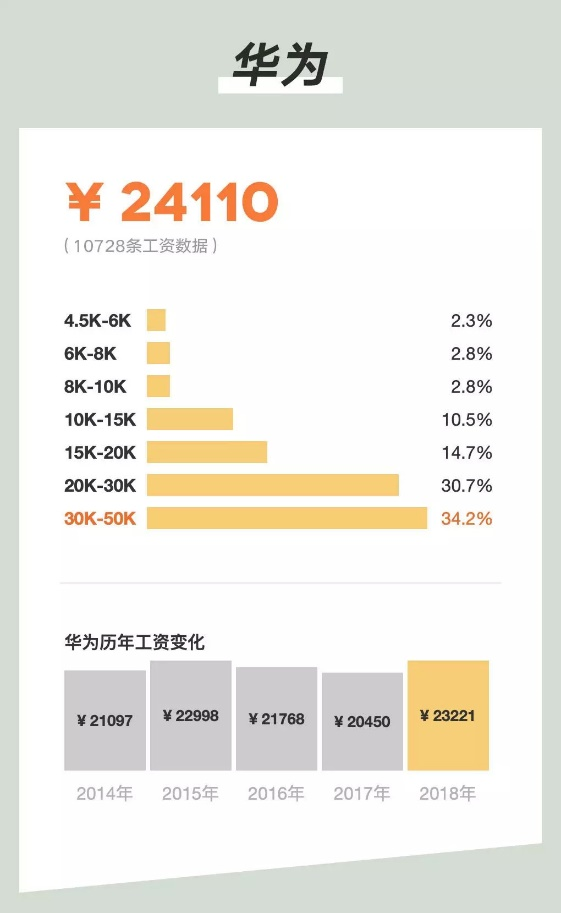 华为
¥ 24110
(10728条工资数据)
4.5K-6K 2.3%
6K-8K 2.8%
8K-10K 2.8%
10K-15K 10.5%
15K-20K 14.7%
20K-30K 30.7%
30K-50K 34.2%
华为历年工资变化
¥ 21097 ¥ 22998 ¥ 21768 ¥ 20450 ¥ 23221
2014年 2015年 2016年 2017年 2018年